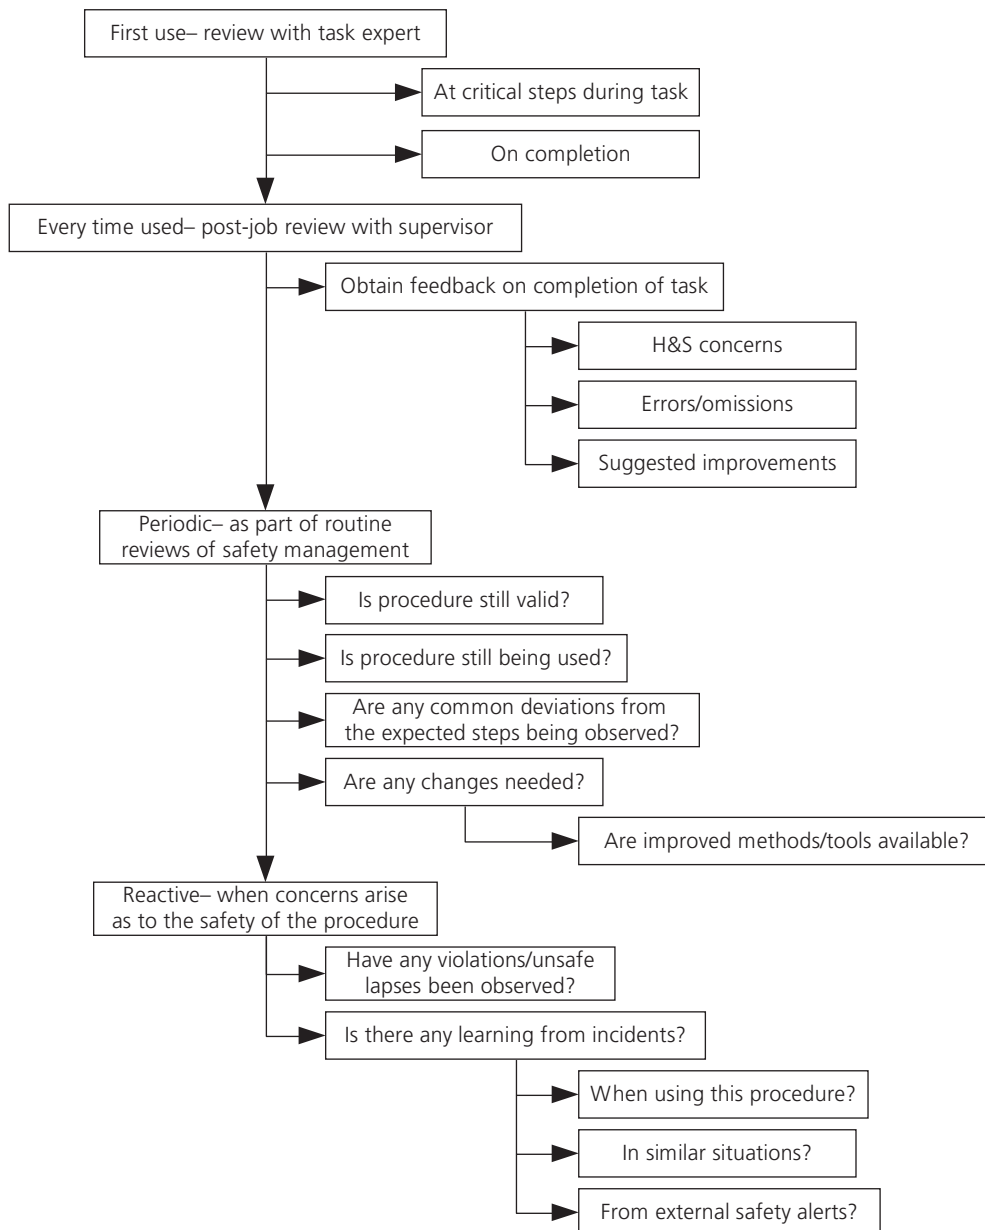 First use– review with task expert
At critical steps during task
On completion
Every time used– post-job review with supervisor
Obtain feedback on completion of task
H&S concerns
Errors/omissions
Suggested improvements
Periodic– as part of routine
reviews of safety management
Is procedure still valid?
Is procedure still being used?
Are any common deviations from
the expected steps being observed?
Are any changes needed?
Are improved methods/tools available?
Reactive– when concerns arise
as to the safety of the procedure
Have any violations/unsafe
lapses been observed?
Is there any learning from incidents?
When using this procedure?
In similar situations?
From external safety alerts?